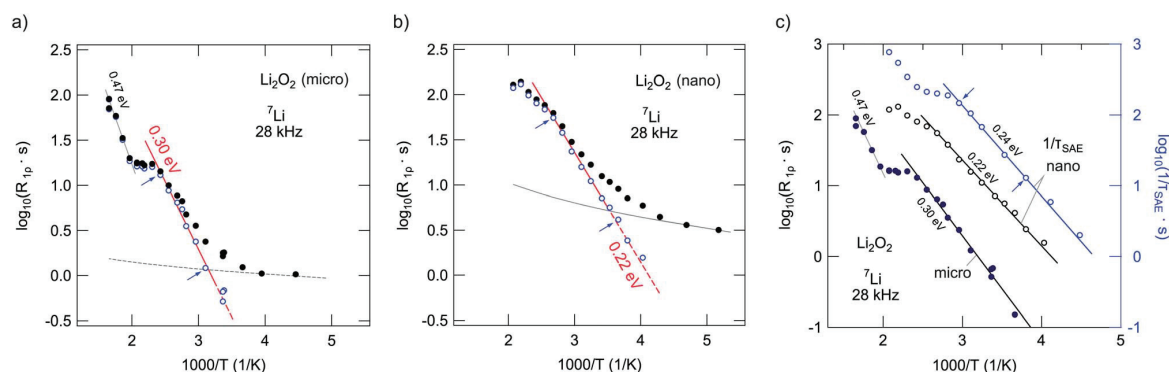 a)
2.5
2.0
1.5
1.0
0.5
0.0
-0.5
log10(R1ρ · s)
0.47 eV
0.30 eV
Li2O2 (micro)
7Li
28 kHz
1 2 3 4 5
1000/T (1/K)
b)
2.5
2.0
1.5
1.0
0.5
0.0
-0.5
log10(R1ρ · s)
Li2O2 (nano)
7Li
28 kHz
0.22 eV
1 2 3 4 5
1000/T (1/K)
c)
3
2
1
0
-1
log10(R1ρ · s)
0.47 eV
0.24 eV
0.22 eV
0.30 eV
1/τSAE
nano
micro
Li2O2
7Li
28 kHz
3
2
1
0
-1
log10(1/τSAE · s)
2 3 4 5
1000/T (1/K)